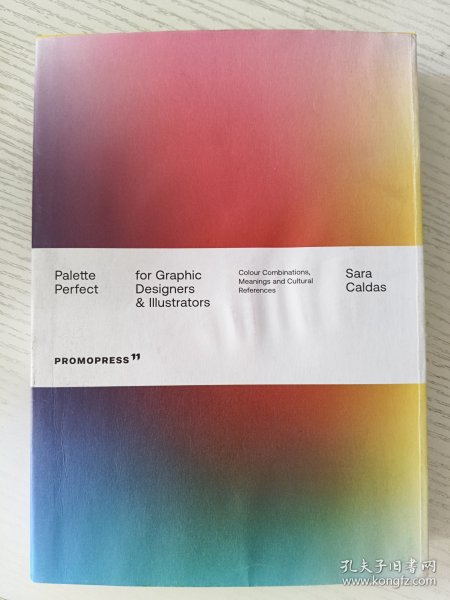 Palette
Perfect
for Graphic
Designers
& Illustrators
Colour Combinations,
Meanings and Cultural
References
Sara
Caldas
PROMOPRESS
孔夫子旧书网
www.kongfz.com